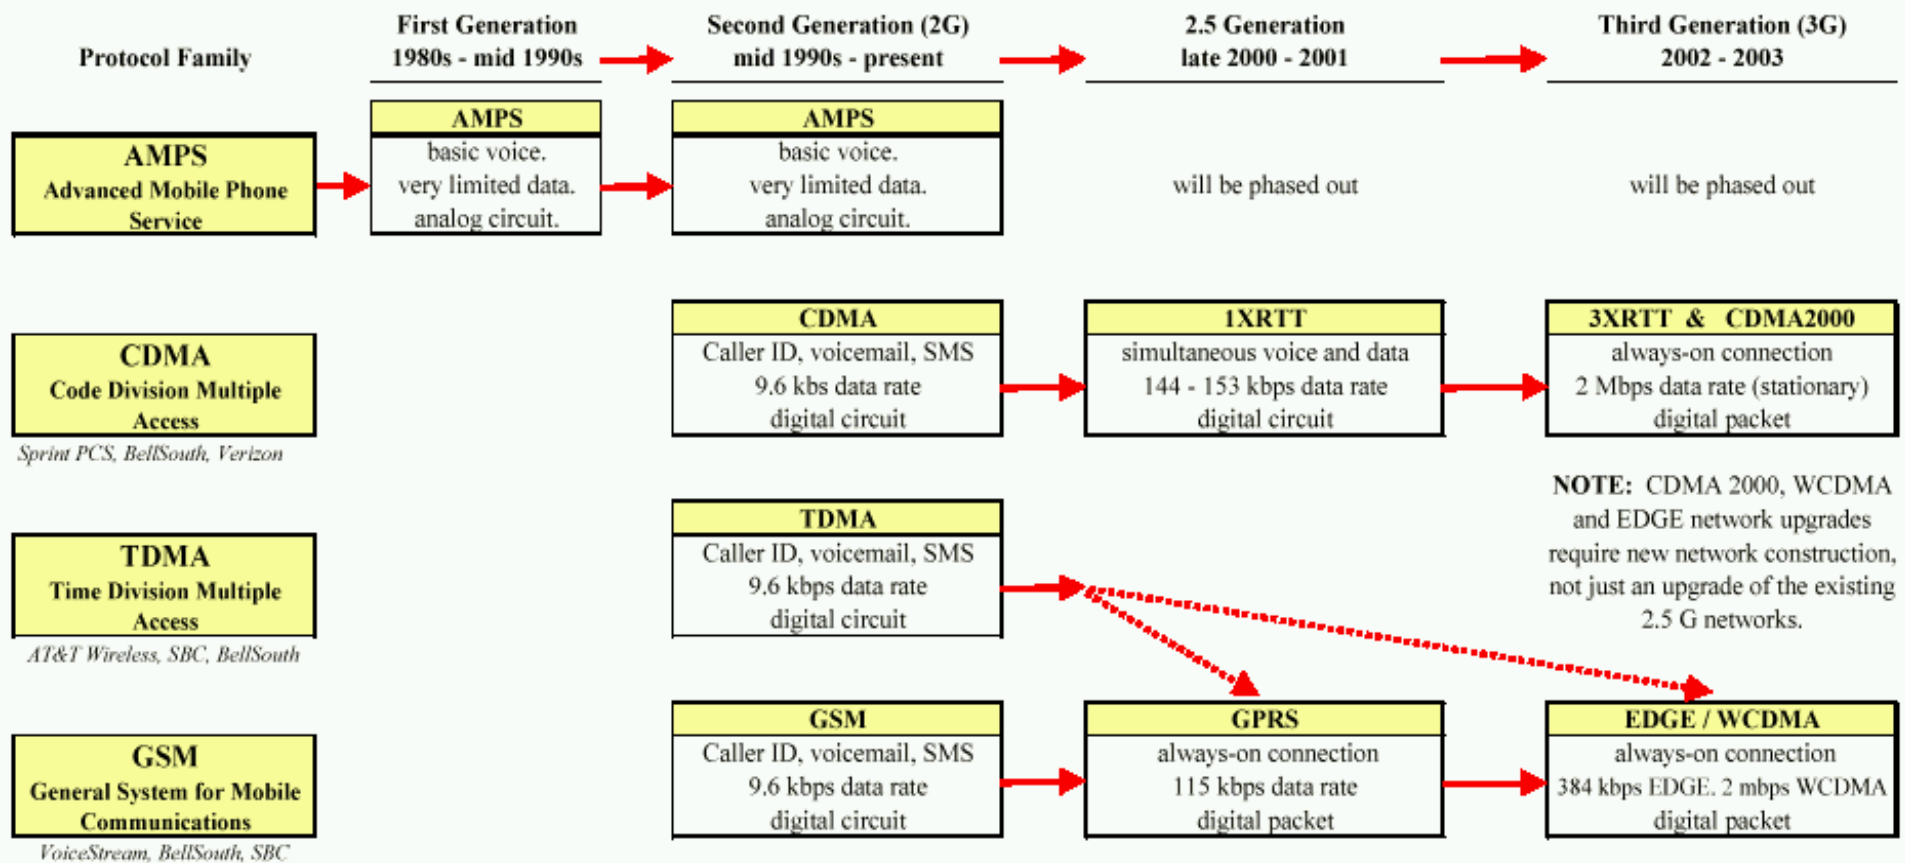 Protocol Family
First Generation
1980s - mid 1990s
Second Generation (2G)
mid 1990s - present
2.5 Generation
late 2000 - 2001
Third Generation (3G)
2002 - 2003
AMPS
Advanced Mobile Phone
Service
AMPS
basic voice.
very limited data.
analog circuit.
AMPS
basic voice.
very limited data.
analog circuit.
will be phased out
will be phased out
CDMA
Code Division Multiple
Access
Sprint PCS, BellSouth, Verizon
CDMA
Caller ID, voicemail, SMS
9.6 kbs data rate
digital circuit
1XRTT
simultaneous voice and data
144 - 153 kbps data rate
digital circuit
3XRTT & CDMA2000
always-on connection
2 Mbps data rate (stationary)
digital packet
NOTE: CDMA 2000, WCDMA
and EDGE network upgrades
require new network construction,
not just an upgrade of the existing
2.5 G networks.
TDMA
Time Division Multiple
Access
AT&T Wireless, SBC, BellSouth
TDMA
Caller ID, voicemail, SMS
9.6 kbps data rate
digital circuit
GSM
General System for Mobile
Communications
VoiceStream, BellSouth, SBC
GSM
Caller ID, voicemail, SMS
9.6 kbps data rate
digital circuit
GPRS
always-on connection
115 kbps data rate
digital packet
EDGE / WCDMA
always-on connection
384 kbps EDGE. 2 mbps WCDMA
digital packet